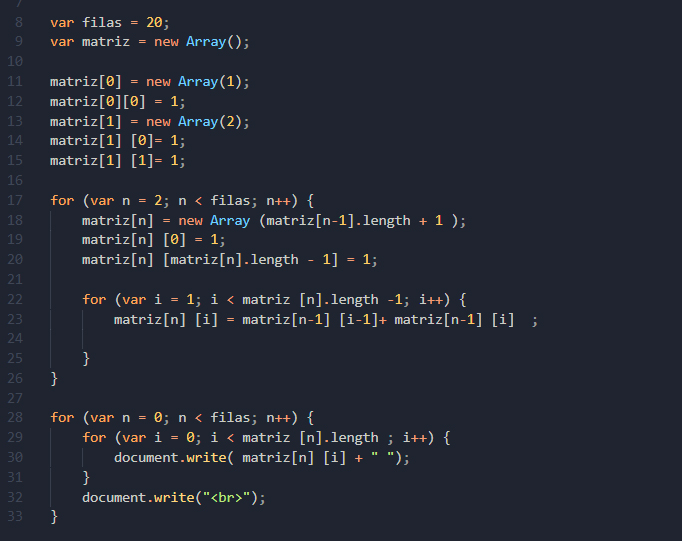 7
8 var filas = 20;
9 var matriz = new Array();
10
11 matriz[0] = new Array(1);
12 matriz[0][0] = 1;
13 matriz[1] = new Array(2);
14 matriz[1] [0]= 1;
15 matriz[1] [1]= 1;
16
17 for (var n = 2; n < filas; n++) {
18 matriz[n] = new Array (matriz[n-1].length + 1 );
19 matriz[n] [0] = 1;
20 matriz[n] [matriz[n].length - 1] = 1;
21
22 for (var i = 1; i < matriz [n].length -1; i++) {
23 matriz[n] [i] = matriz[n-1] [i-1]+ matriz[n-1] [i]  ;
24
25 }
26 }
27
28 for (var n = 0; n < filas; n++) {
29 for (var i = 0; i < matriz [n].length ; i++) {
30 document.write( matriz[n] [i] + " ");
31 }
32 document.write("<br>");
33 }